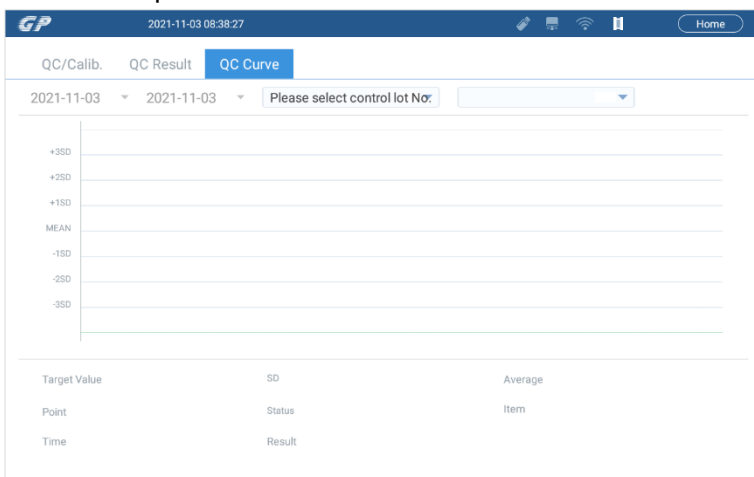 GP 2021-11-03 08:38:27 Home
QC/Calib. QC Result QC Curve
2021-11-03 2021-11-03 Please select control lot No.
+3SD
+2SD
+1SD
MEAN
-1SD
-2SD
-3SD
Target Value SD Average
Point Status Item
Time Result